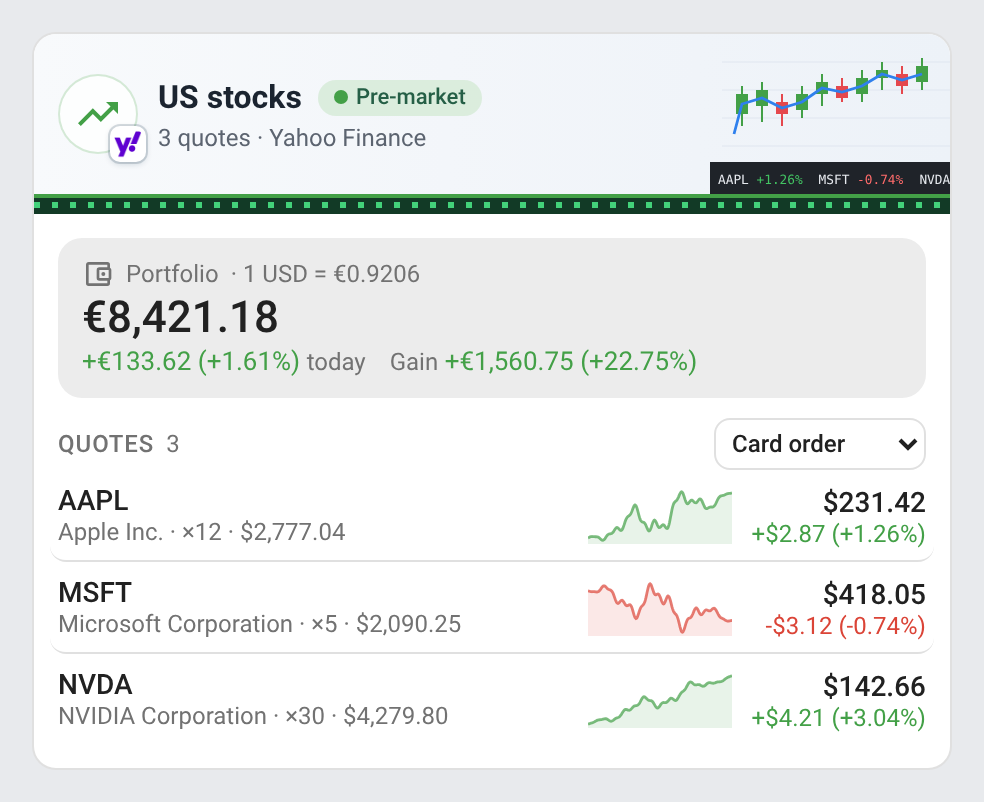 US stocks
Pre-market
3 quotes · Yahoo Finance
y!
AAPL +1.26% MSFT -0.74% NVDA
Portfolio · 1 USD = €0.9206
€8,421.18
+€133.62 (+1.61%) today Gain +€1,560.75 (+22.75%)
QUOTES 3
Card order
AAPL
$231.42
Apple Inc. · ×12 · $2,777.04
+$2.87 (+1.26%)
MSFT
$418.05
Microsoft Corporation · ×5 · $2,090.25
-$3.12 (-0.74%)
NVDA
$142.66
NVIDIA Corporation · ×30 · $4,279.80
+$4.21 (+3.04%)